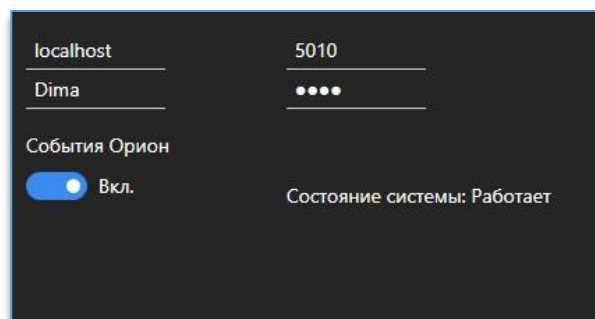 localhost 5010
Dima ●●●●
События Орион
Вкл.
Состояние системы: Работает